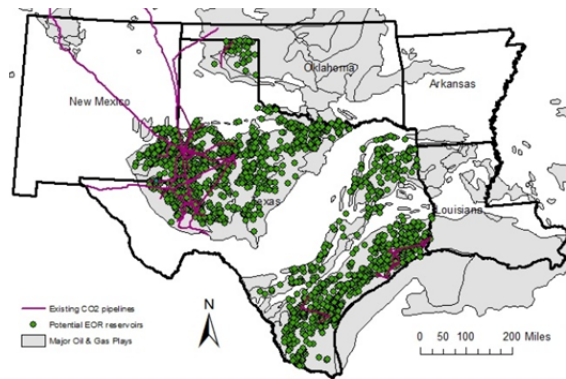 Oklahoma
Arkansas
New Mexico
Texas
Louisiana
Existing CO2 pipelines
Potential EOR reservoirs
Major Oil & Gas Plays
N
0 50 100 200 Miles